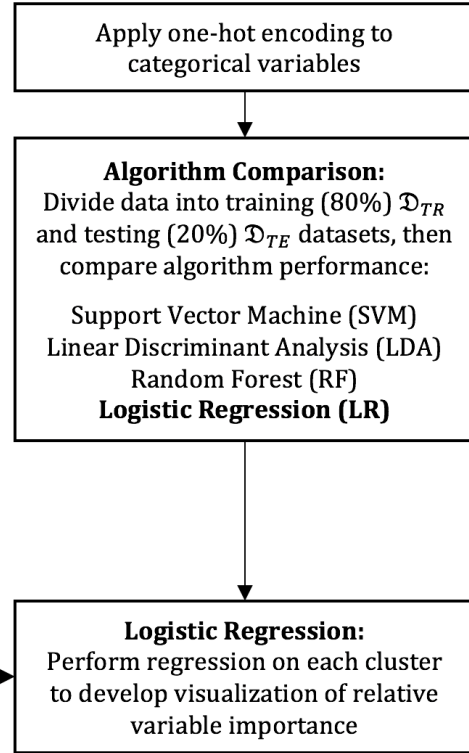 Apply one-hot encoding to
categorical variables
Algorithm Comparison:
Divide data into training (80%) 𝔇_TR
and testing (20%) 𝔇_TE datasets, then
compare algorithm performance:
Support Vector Machine (SVM)
Linear Discriminant Analysis (LDA)
Random Forest (RF)
Logistic Regression (LR)
Logistic Regression:
Perform regression on each cluster
to develop visualization of relative
variable importance